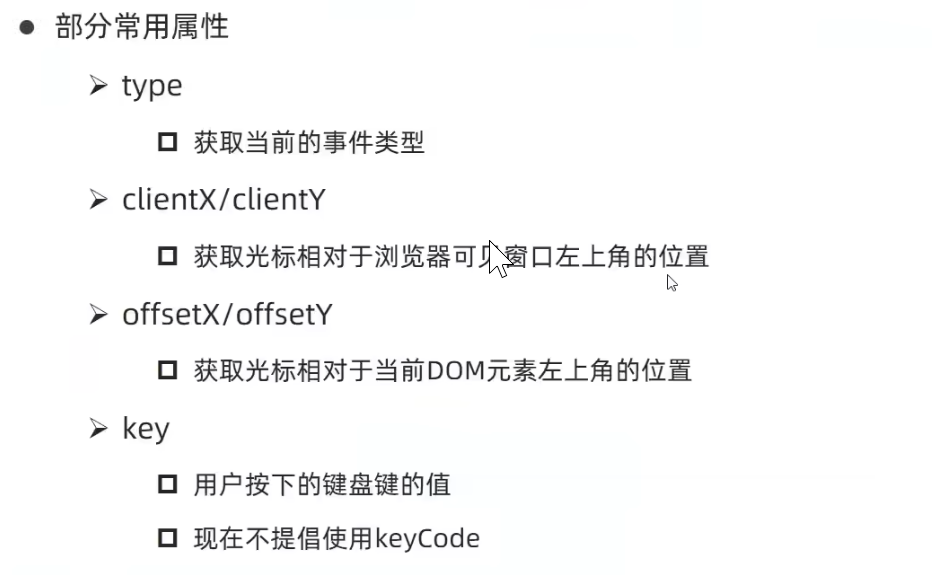 部分常用属性
type
获取当前的事件类型
clientX/clientY
获取光标相对于浏览器可见窗口左上角的位置
offsetX/offsetY
获取光标相对于当前DOM元素左上角的位置
key
用户按下的键盘键的值
现在不提倡使用keyCode